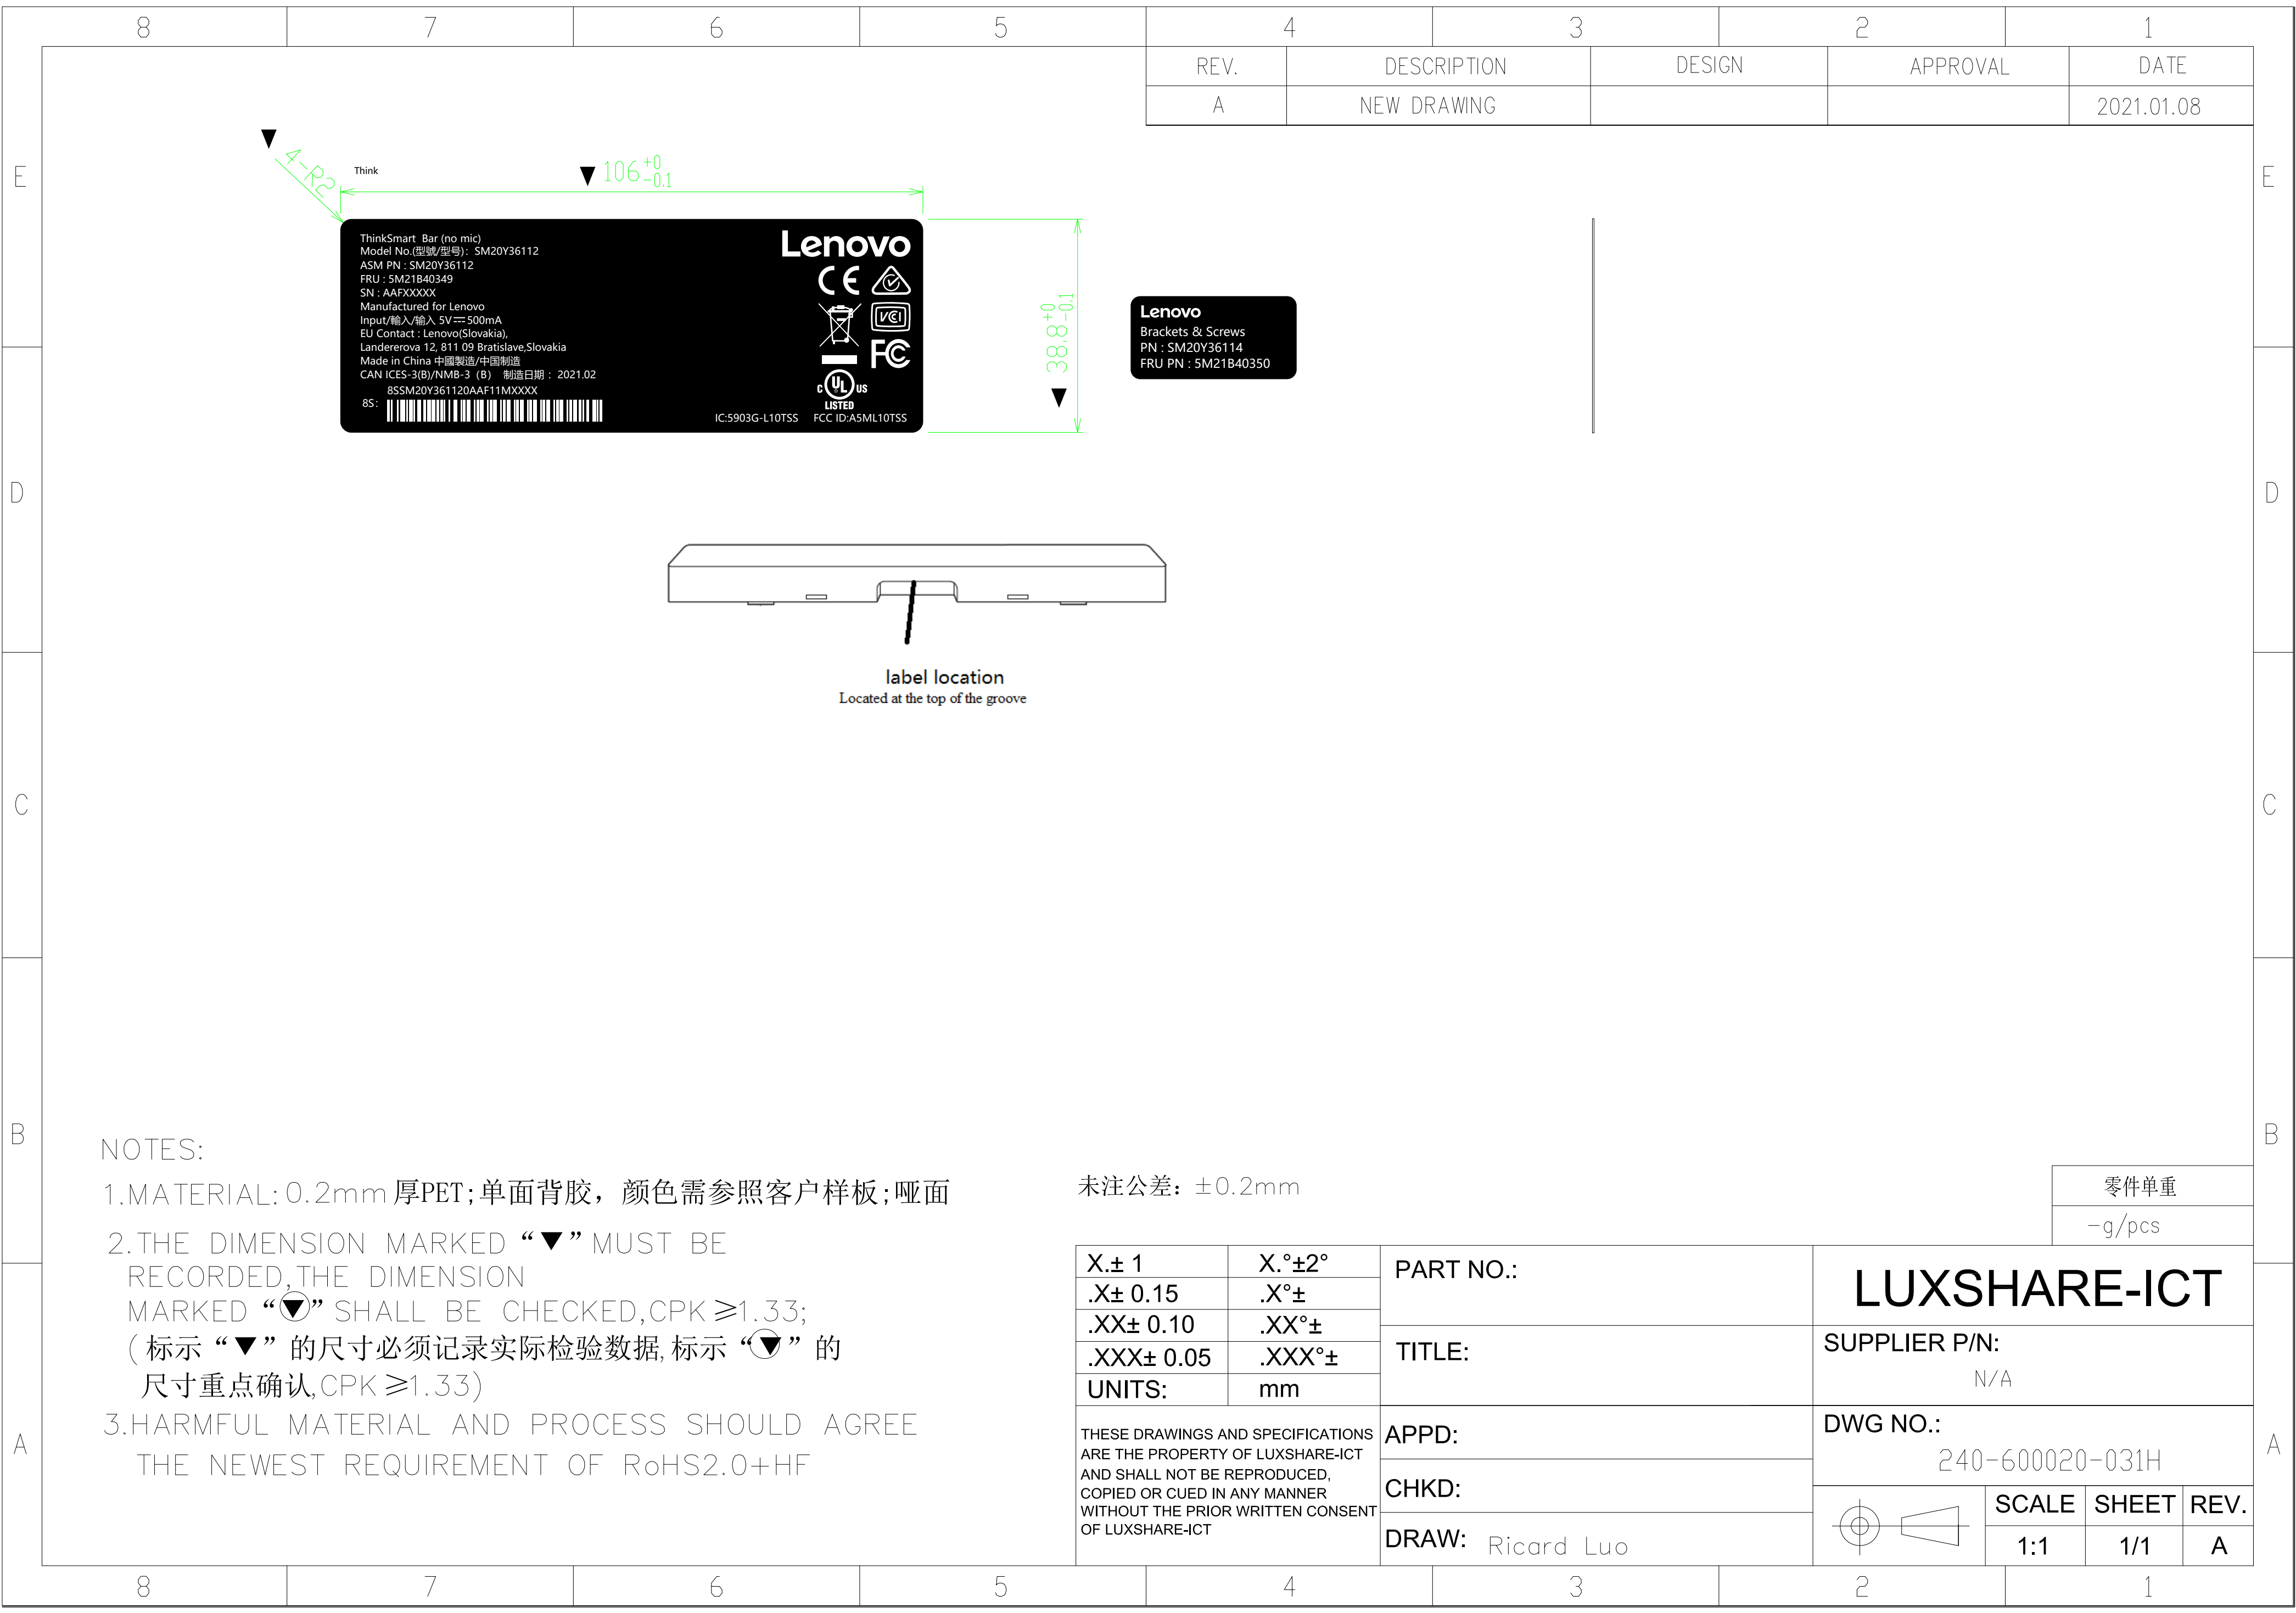 8 7 6 5 4 3 2 1
REV. DESCRIPTION DESIGN APPROVAL DATE
A NEW DRAWING 2021.01.08
E E
4-R2
Think
▼ 106 +0 -0.1
ThinkSmart Bar (no mic)
Model No.(型號/型号): SM20Y36112
ASM PN : SM20Y36112
FRU : 5M21B40349
SN : AAFXXXXX
Manufactured for Lenovo
Input/輸入/输入 5V⎓500mA
EU Contact : Lenovo(Slovakia),
Landererova 12, 811 09 Bratislave,Slovakia
Made in China 中國製造/中国制造
CAN ICES-3(B)/NMB-3 (B) 制造日期 : 2021.02
8SSM20Y361120AAF11MXXXX
8S:
Lenovo
CE
VCI
FC
C UL US
LISTED
IC:5903G-L10TSS FCC ID:A5ML10TSS
▼ 38.8 +0 -0.1
Lenovo
Brackets & Screws
PN : SM20Y36114
FRU PN : 5M21B40350
D D
label location
Located at the top of the groove
C C
B B
NOTES:
1.MATERIAL:0.2mm厚PET;单面背胶，颜色需参照客户样板;哑面
2.THE DIMENSION MARKED “▼” MUST BE
RECORDED,THE DIMENSION
MARKED “▼” SHALL BE CHECKED,CPK≥1.33;
(标示“▼”的尺寸必须记录实际检验数据,标示“▼”的
尺寸重点确认,CPK≥1.33)
3.HARMFUL MATERIAL AND PROCESS SHOULD AGREE
THE NEWEST REQUIREMENT OF RoHS2.0+HF
未注公差: ±0.2mm
零件单重
-g/pcs
X.± 1 X.°±2°
.X± 0.15 .X°±
.XX± 0.10 .XX°±
.XXX± 0.05 .XXX°±
UNITS: mm
THESE DRAWINGS AND SPECIFICATIONS
ARE THE PROPERTY OF LUXSHARE-ICT
AND SHALL NOT BE REPRODUCED,
COPIED OR CUED IN ANY MANNER
WITHOUT THE PRIOR WRITTEN CONSENT
OF LUXSHARE-ICT
PART NO.:
TITLE:
APPD:
CHKD:
DRAW: Ricard Luo
LUXSHARE-ICT
SUPPLIER P/N:
N/A
DWG NO.:
240-600020-031H
SCALE SHEET REV.
1:1 1/1 A
A A
8 7 6 5 4 3 2 1